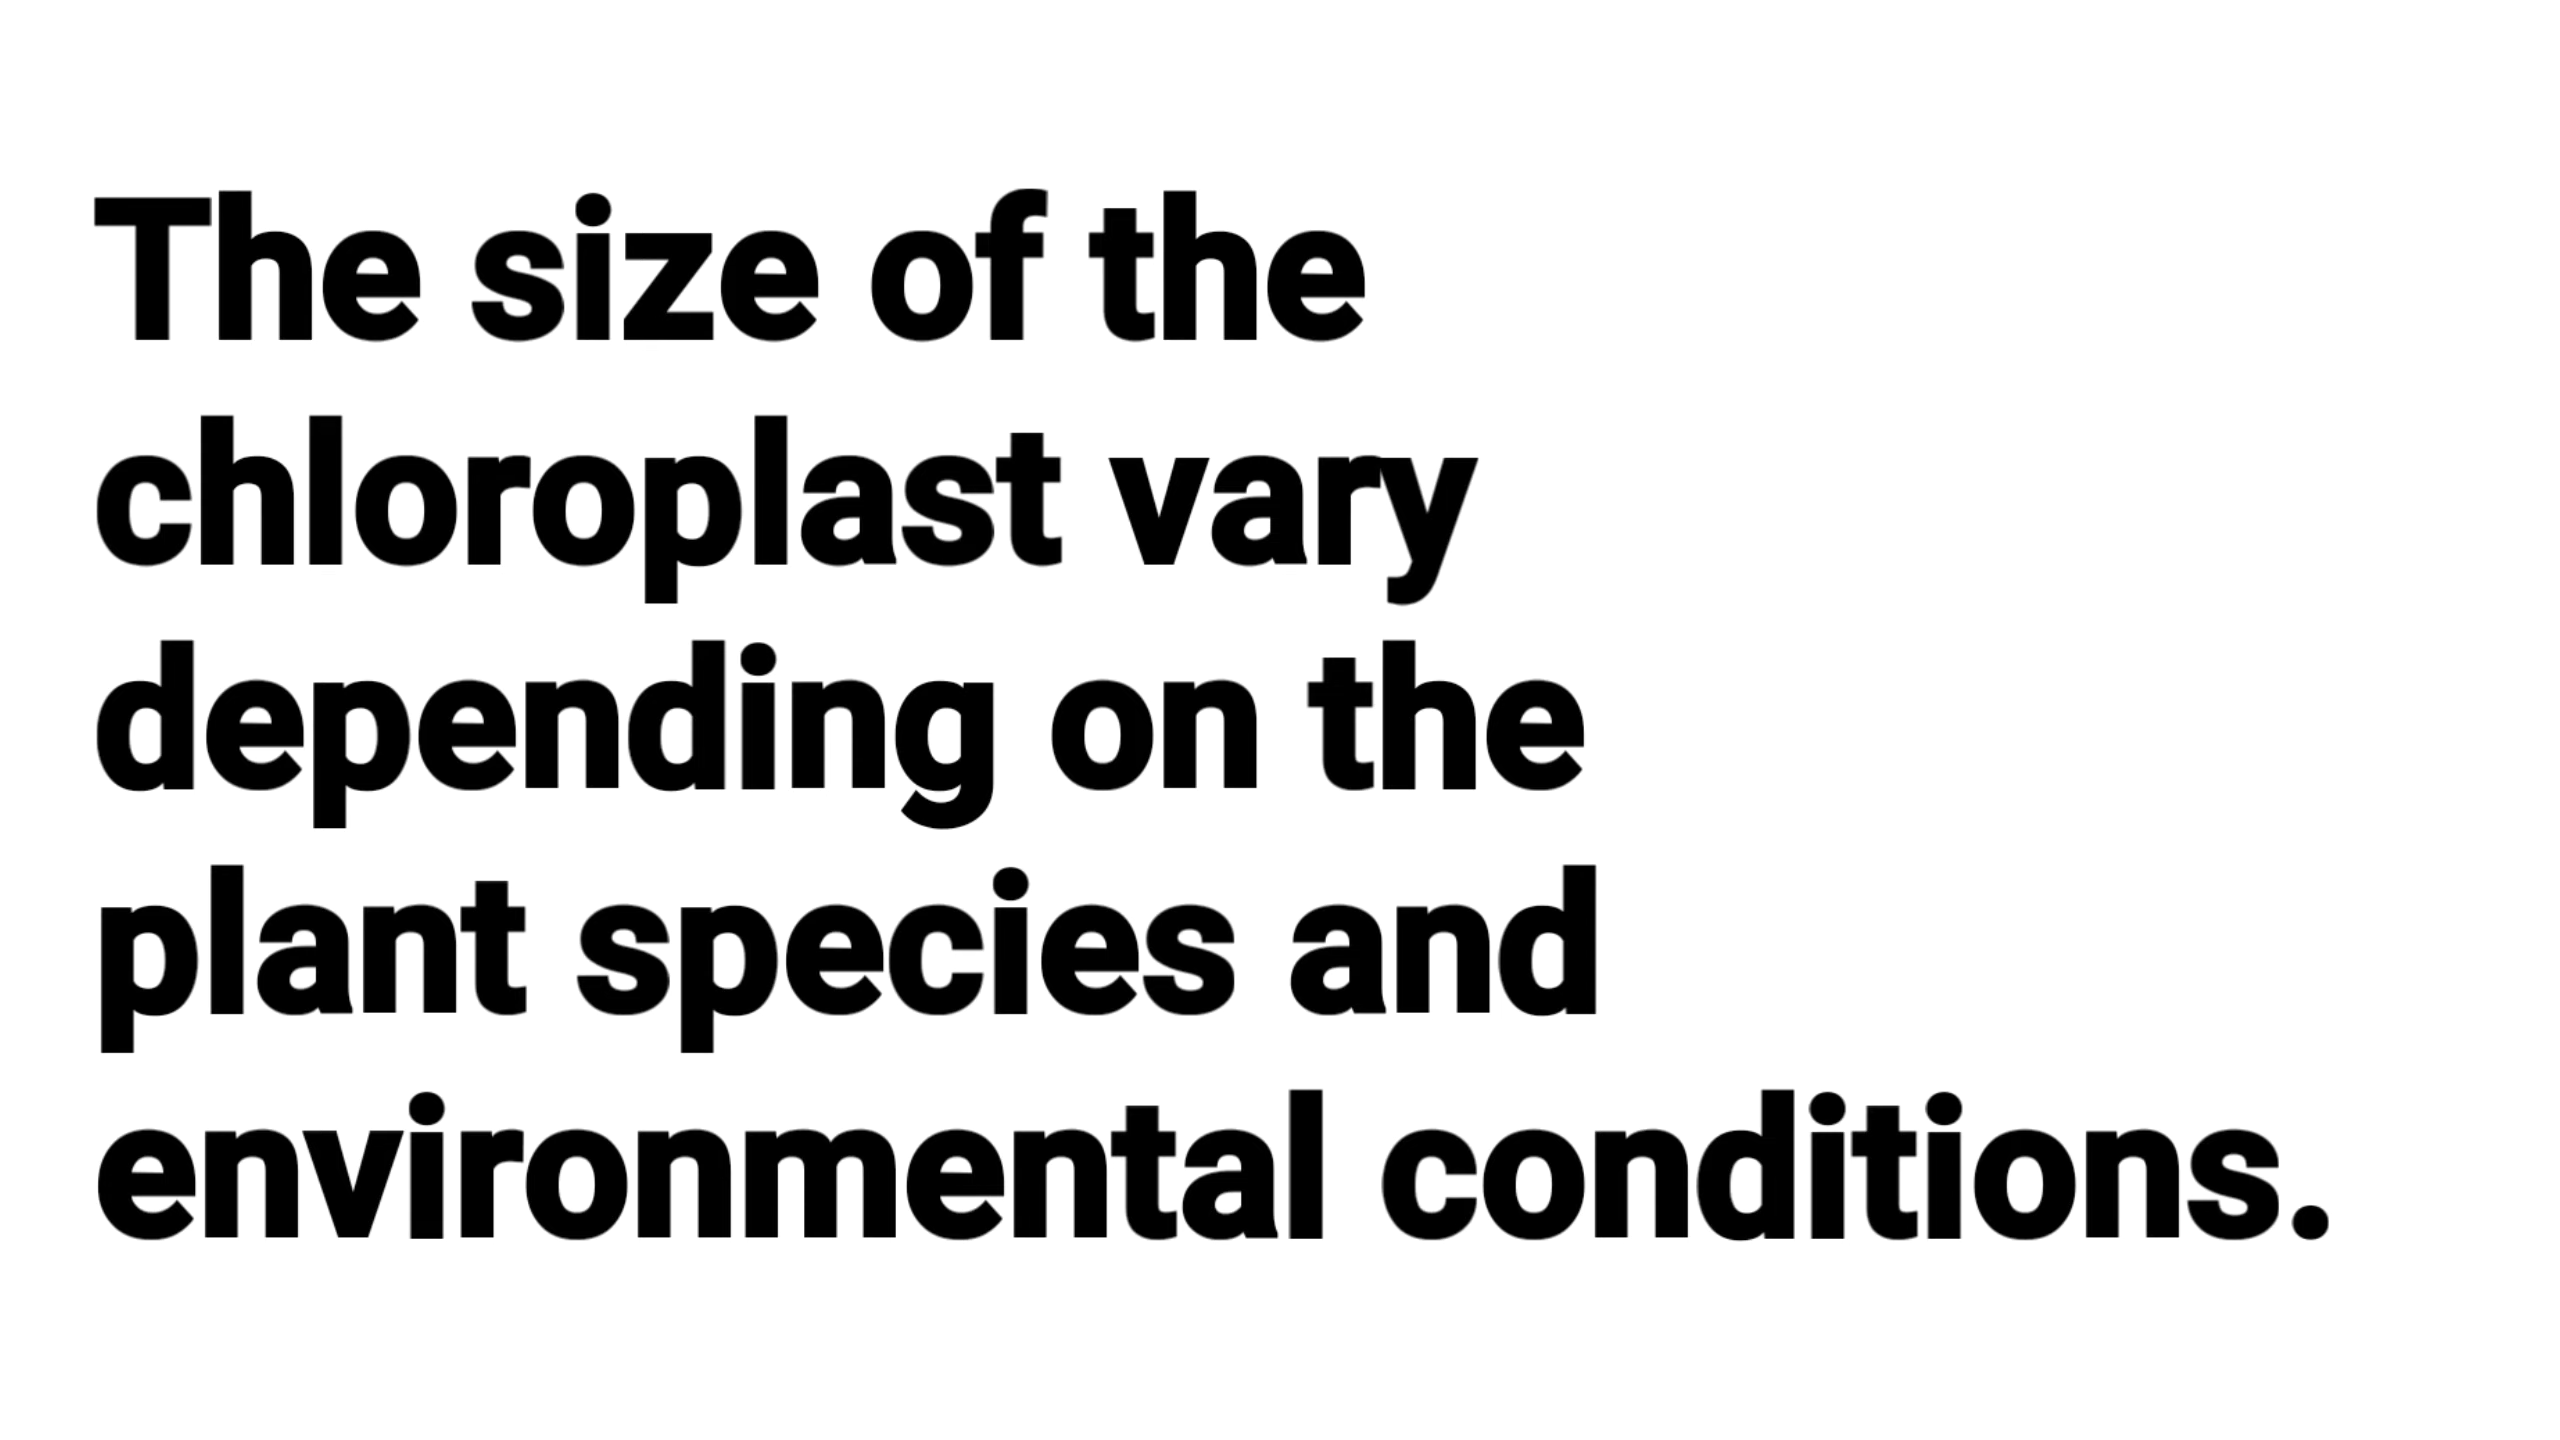 The size of the
chloroplast vary
depending on the
plant species and
environmental conditions.